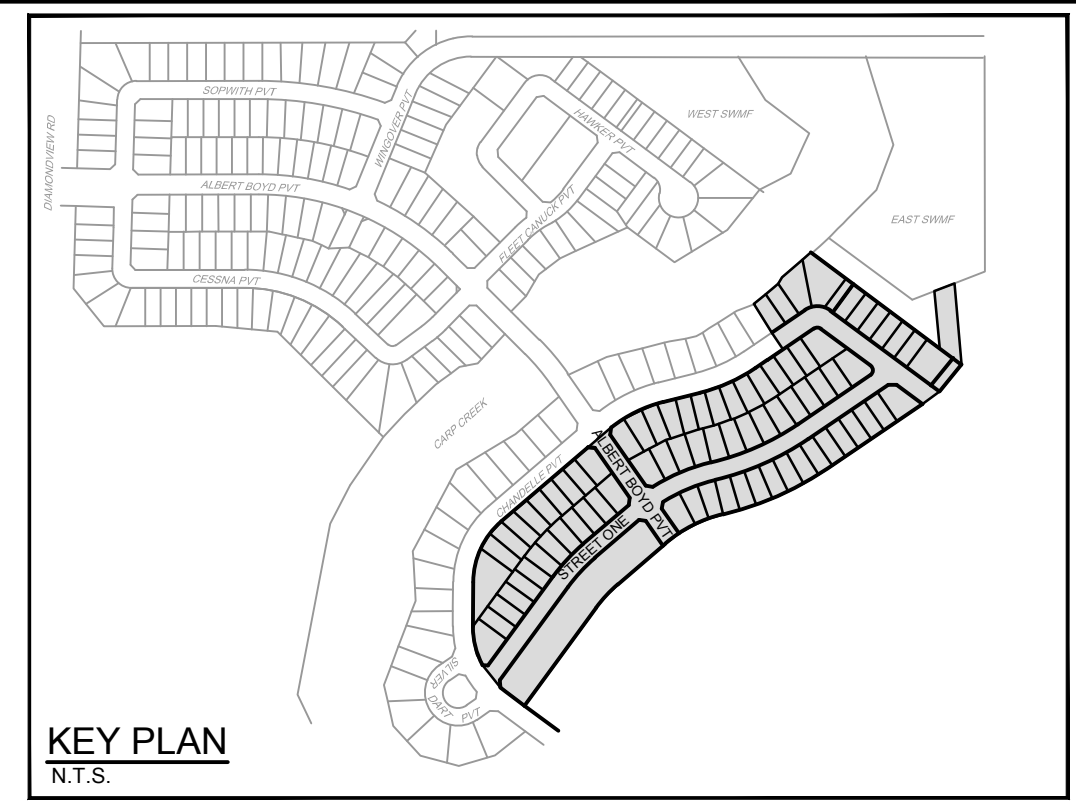 SOPWITH PVT
WINGOVER PVT
HAWKER PVT
WEST SWMF
DIAMONDVIEW RD
ALBERT BOYD PVT
FLEET CANUCK PVT
EAST SWMF
CESSNA PVT
CARP CREEK
CHANDELLE PVT
ALBERT BOYD PVT
STREET ONE
SILVER
DART PVT
KEY PLAN
N.T.S.